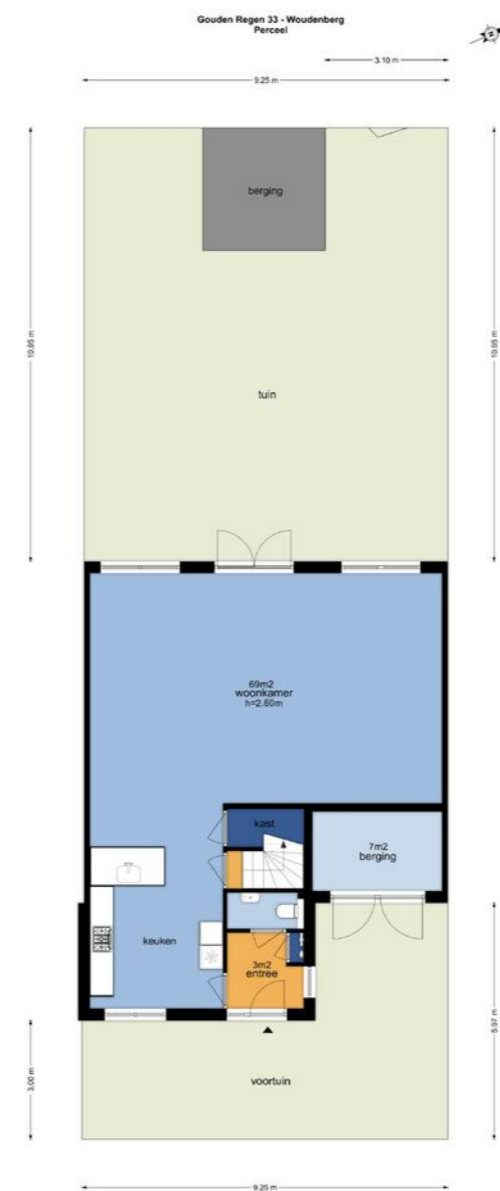 Gouden Regen 33 - Woudenberg
Perceel
3.10 m
9.25 m
berging
10.95 m
10.95 m
tuin
69m2
woonkamer
h=2.60m
kast
7m2
berging
keuken
3m2
entree
5.97 m
3.00 m
voortuin
9.25 m